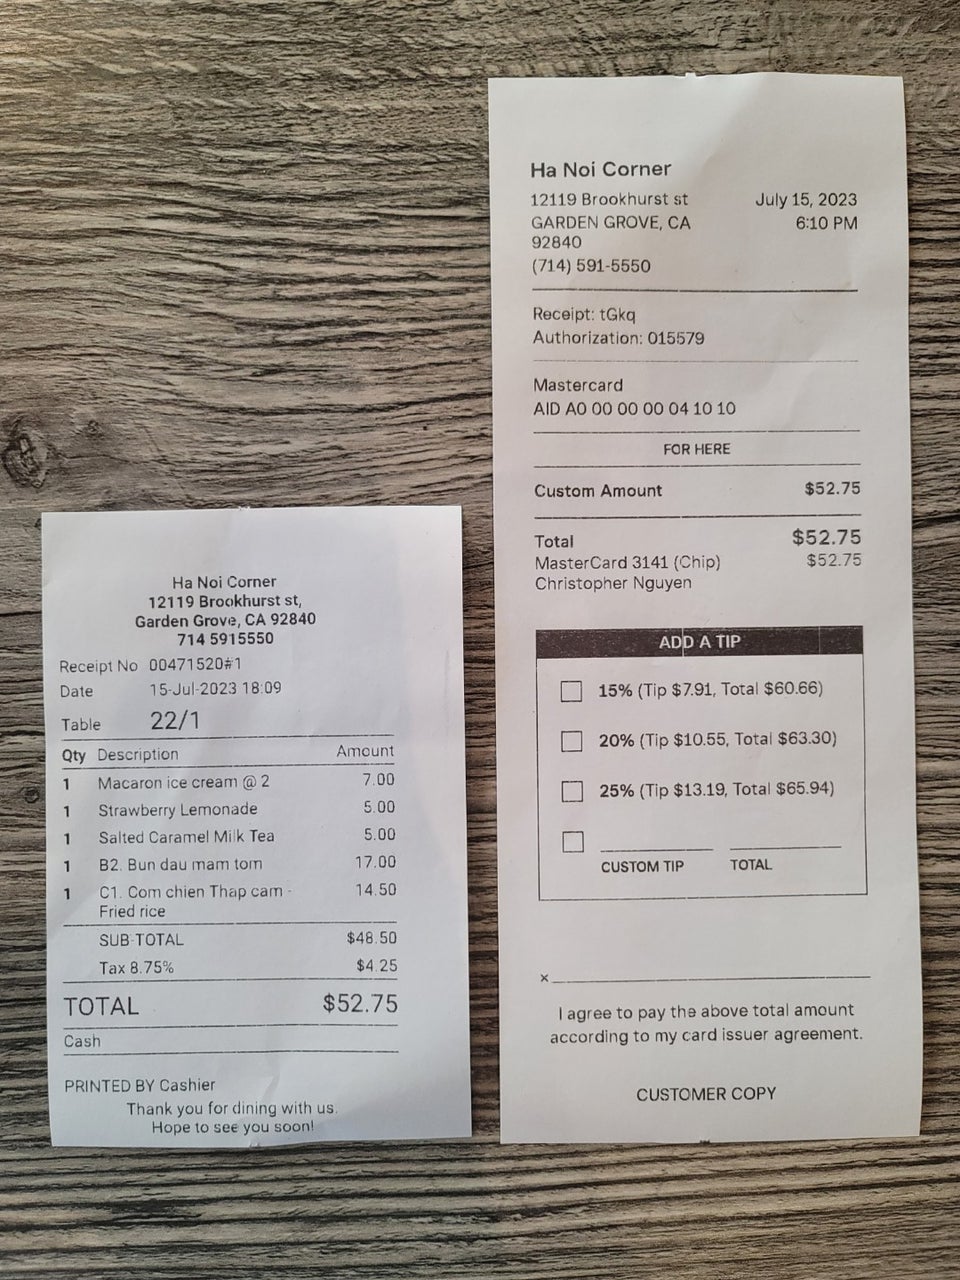 Ha Noi Corner
12119 Brookhurst st,
Garden Grove, CA 92840
714 5915550
Receipt No 00471520#1
Date 15-Jul-2023 18:09
Table 22/1
Qty Description Amount
1 Macaron ice cream @ 2 7.00
1 Strawberry Lemonade 5.00
1 Salted Caramel Milk Tea 5.00
1 B2. Bun dau mam tom 17.00
1 C1. Com chien Thap cam - 14.50
Fried rice
SUB-TOTAL $48.50
Tax 8.75% $4.25
TOTAL $52.75
Cash
PRINTED BY Cashier
Thank you for dining with us.
Hope to see you soon!
Ha Noi Corner
12119 Brookhurst st July 15, 2023
GARDEN GROVE, CA 6:10 PM
92840
(714) 591-5550
Receipt: tGkq
Authorization: 015579
Mastercard
AID A0 00 00 00 04 10 10
FOR HERE
Custom Amount $52.75
Total $52.75
MasterCard 3141 (Chip) $52.75
Christopher Nguyen
ADD A TIP
15% (Tip $7.91, Total $60.66)
20% (Tip $10.55, Total $63.30)
25% (Tip $13.19, Total $65.94)
CUSTOM TIP TOTAL
x
I agree to pay the above total amount
according to my card issuer agreement.
CUSTOMER COPY